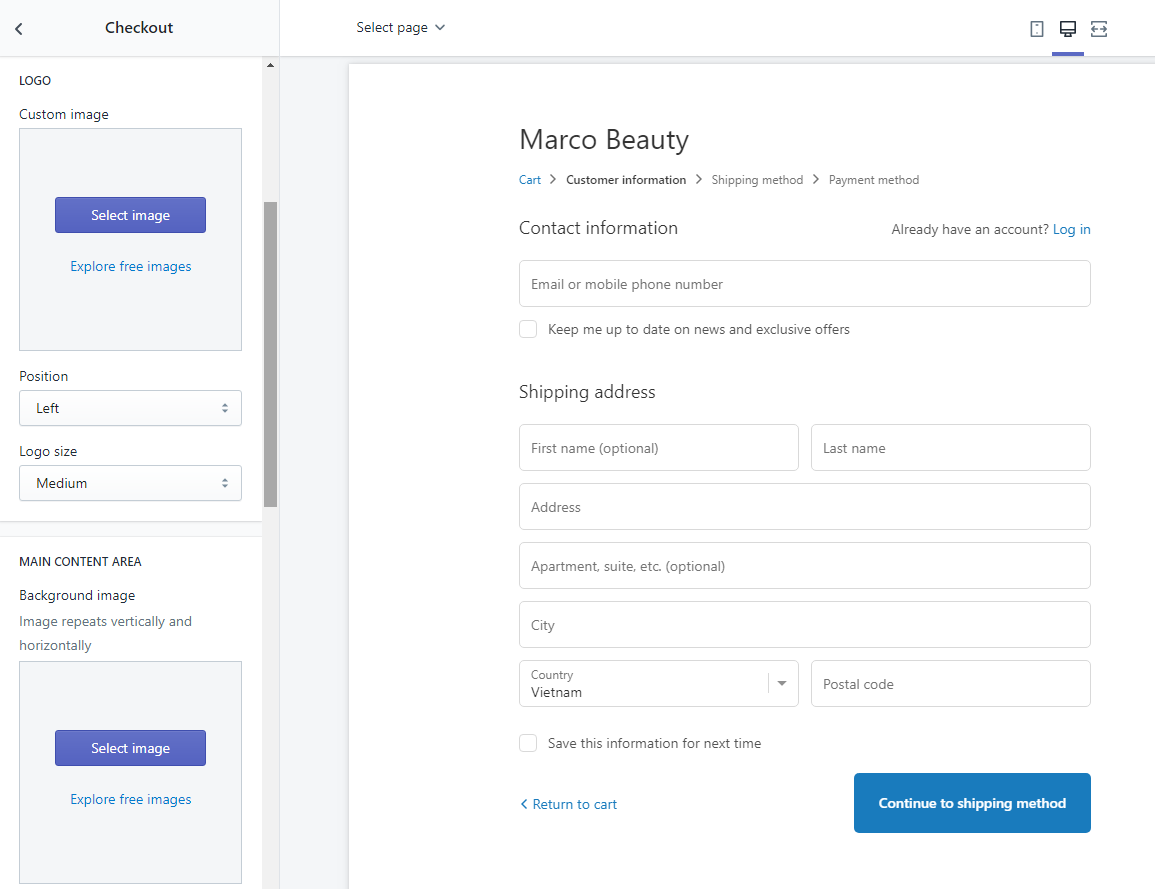 Checkout
LOGO
Custom image
Select image
Explore free images
Position
Left
Logo size
Medium
MAIN CONTENT AREA
Background image
Image repeats vertically and
horizontally
Select image
Explore free images
Select page
Marco Beauty
Cart > Customer information > Shipping method > Payment method
Contact information
Already have an account? Log in
Email or mobile phone number
Keep me up to date on news and exclusive offers
Shipping address
First name (optional)
Last name
Address
Apartment, suite, etc. (optional)
City
Country
Vietnam
Postal code
Save this information for next time
Return to cart
Continue to shipping method